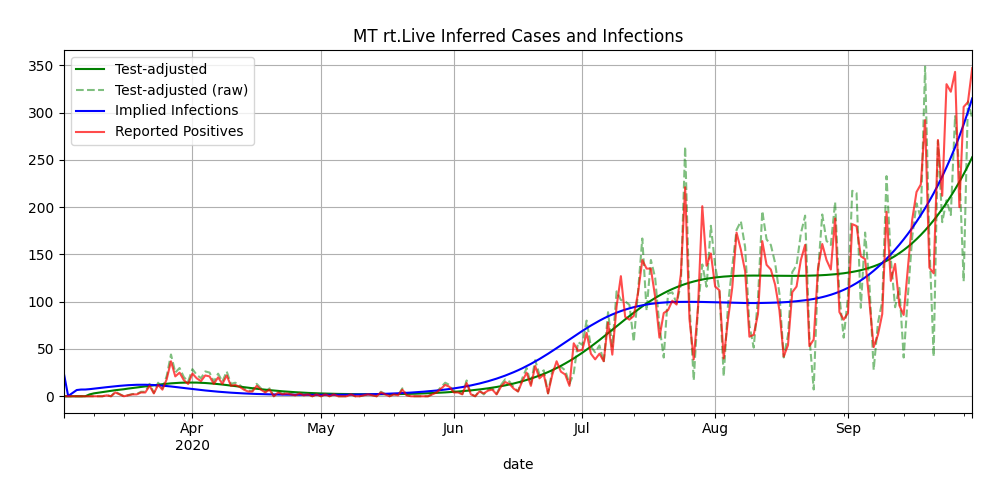 MT rt.Live Inferred Cases and Infections
Test-adjusted
Test-adjusted (raw)
Implied Infections
Reported Positives
350
300
250
200
150
100
50
0
Apr
2020
May
Jun
Jul
Aug
Sep
date